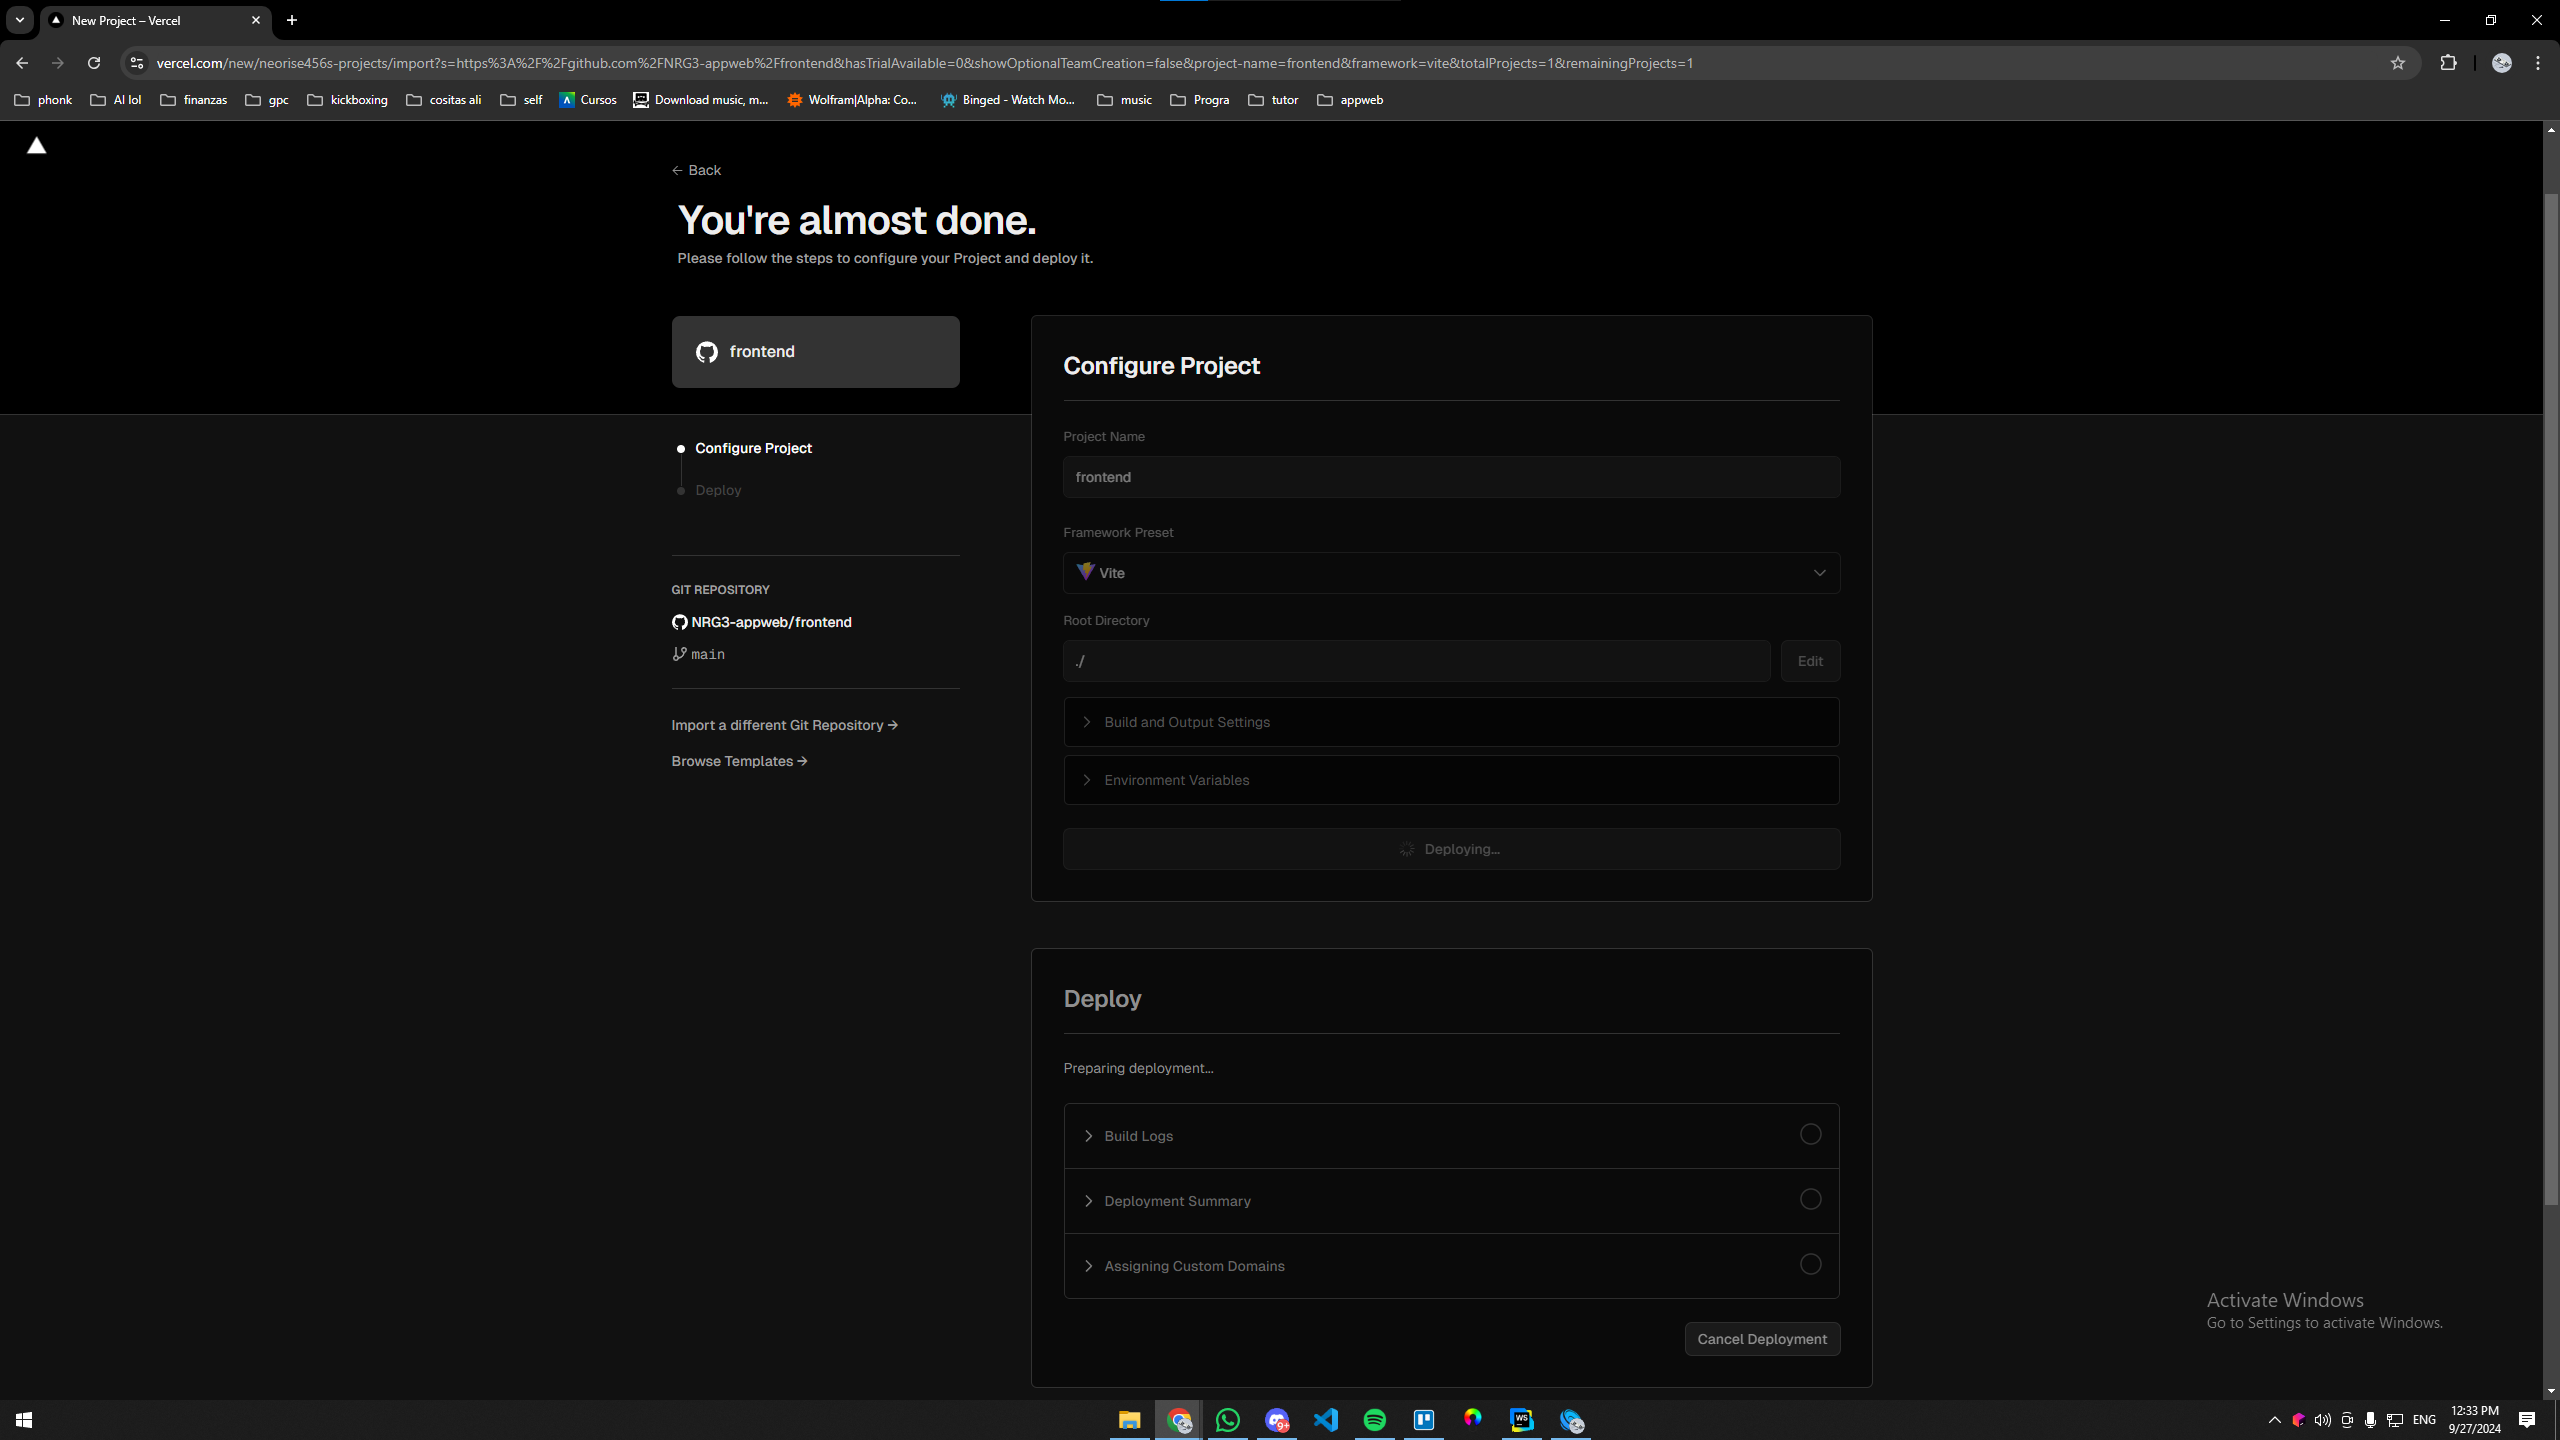 New Project – Vercel
vercel.com/new/neorise456s-projects/import?s=https%3A%2F%2Fgithub.com%2FNRG3-appweb%2Ffrontend&hasTrialAvailable=0&showOptionalTeamCreation=false&project-name=frontend&framework=vite&totalProjects=1&remainingProjects=1
phonk AI lol finanzas gpc kickboxing cositas ali self Cursos Download music, m... Wolfram|Alpha: Co... Binged - Watch Mo... music Progra tutor appweb
← Back
You're almost done.
Please follow the steps to configure your Project and deploy it.
frontend
Configure Project
Deploy
GIT REPOSITORY
NRG3-appweb/frontend
main
Import a different Git Repository →
Browse Templates →
Configure Project
Project Name
frontend
Framework Preset
Vite
Root Directory
./
Edit
Build and Output Settings
Environment Variables
Deploying...
Deploy
Preparing deployment...
Build Logs
Deployment Summary
Assigning Custom Domains
Cancel Deployment
Activate Windows
Go to Settings to activate Windows.
9+
WS
ENG
12:33 PM
9/27/2024